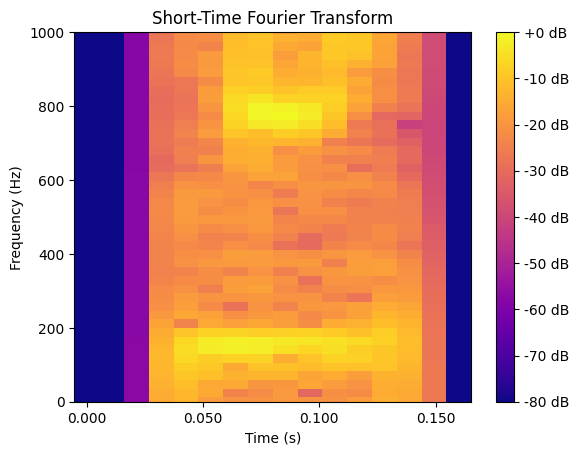 Short-Time Fourier Transform
1000
800
600
400
200
0
Frequency (Hz)
0.000
0.050
0.100
0.150
Time (s)
+0 dB
-10 dB
-20 dB
-30 dB
-40 dB
-50 dB
-60 dB
-70 dB
-80 dB